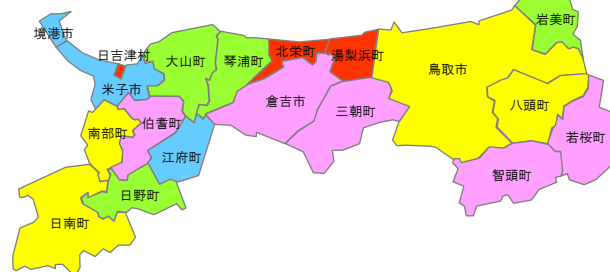 岩美町
境港市
日吉津村
大山町
琴浦町
北栄町
湯梨浜町
鳥取市
米子市
倉吉市
三朝町
八頭町
南部町
伯耆町
江府町
若桜町
智頭町
日野町
日南町